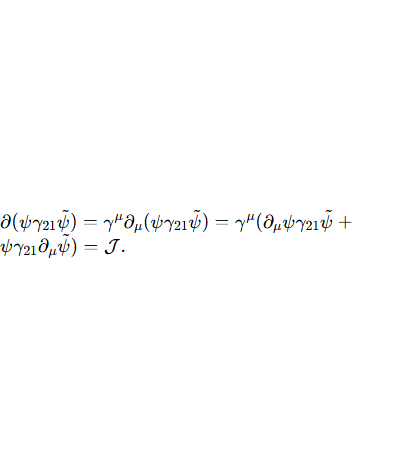 ∂(ψγ₂₁ψ̃) = γ^μ∂_μ(ψγ₂₁ψ̃) = γ^μ(∂_μψγ₂₁ψ̃ +
ψγ₂₁∂_μψ̃) = 𝒥.